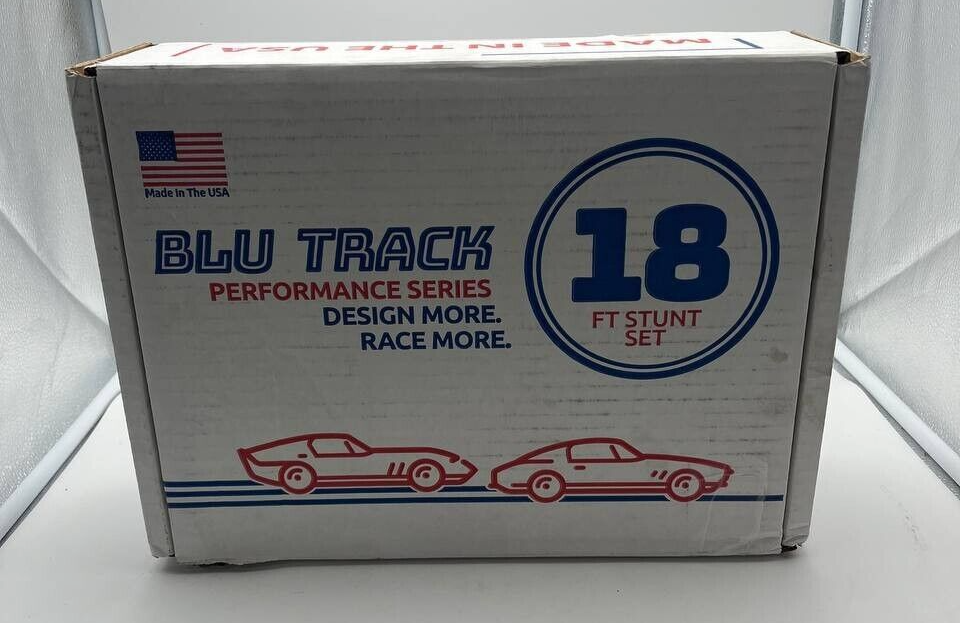 MADE IN THE USA
Made In The USA
BLU TRACK
PERFORMANCE SERIES
DESIGN MORE.
RACE MORE.
18
FT STUNT
SET